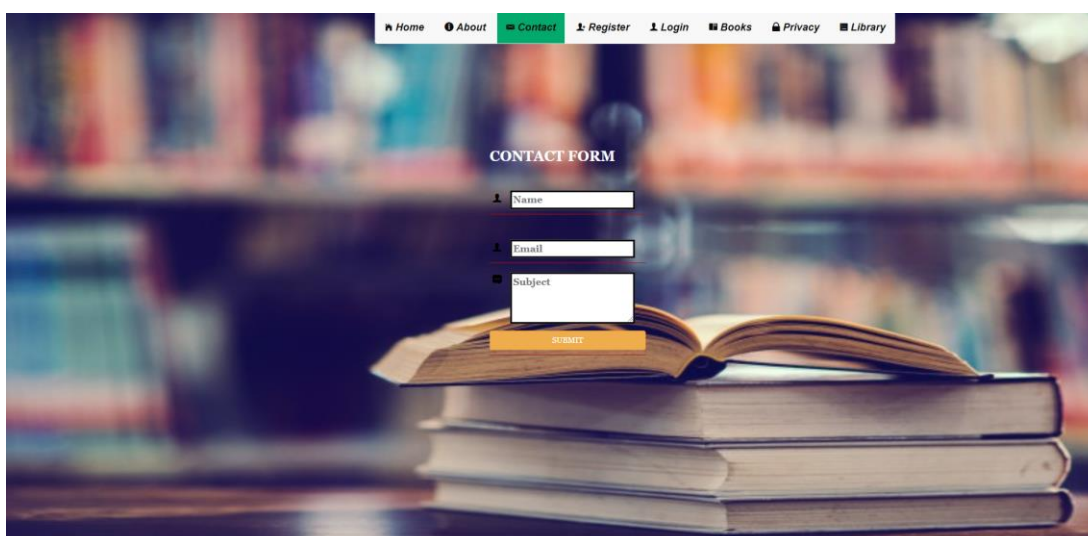 Home About Contact Register Login Books Privacy Library
CONTACT FORM
Name
Email
Subject
SUBMIT